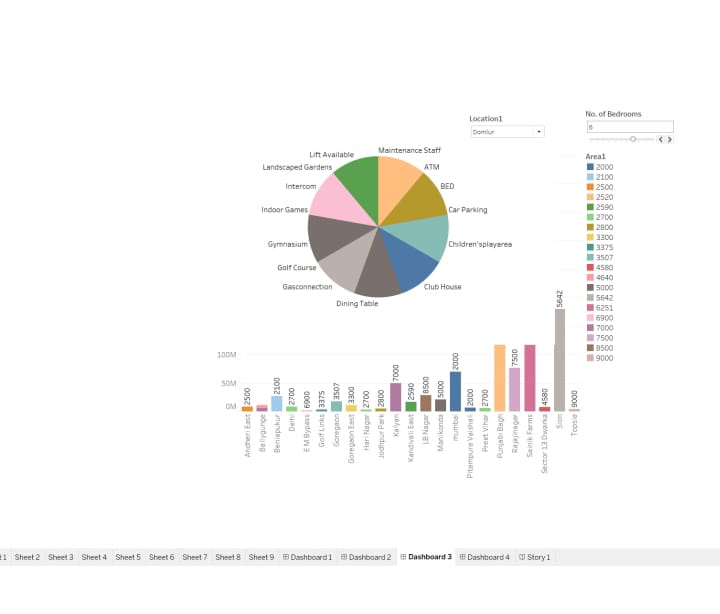 Location1
Domlur
No. of Bedrooms
6
Area1
2000
2100
2500
2520
2590
2700
2800
3300
3375
3507
4580
4640
5000
5642
6251
6900
7000
7500
8500
9000
Maintenance Staff
Lift Available
ATM
Landscaped Gardens
BED
Intercom
Car Parking
Indoor Games
Children'splayarea
Gymnasium
Golf Course
Club House
Gasconnection
Dining Table
100M
50M
0M
2500
2100
2700
6900
3375
3507
3300
2700
2800
7000
2590
8500
5000
2000
2000
2700
7500
4580
5642
9000
Andheri East
Ballygunge
Beniapukur
Delhi
E M Bypass
Golf Links
Goregaon
Goregaon East
Hari Nagar
Jodhpur Park
Kalyan
Kandivali East
LB Nagar
Manikonda
mumbai
Pitampura Vaishali
Preet Vihar
Punjabi Bagh
Rajajinagar
Sainik Farms
Sector 13 Dwarka
Sion
Topsia
1 Sheet 2 Sheet 3 Sheet 4 Sheet 5 Sheet 6 Sheet 7 Sheet 8 Sheet 9 Dashboard 1 Dashboard 2 Dashboard 3 Dashboard 4 Story 1